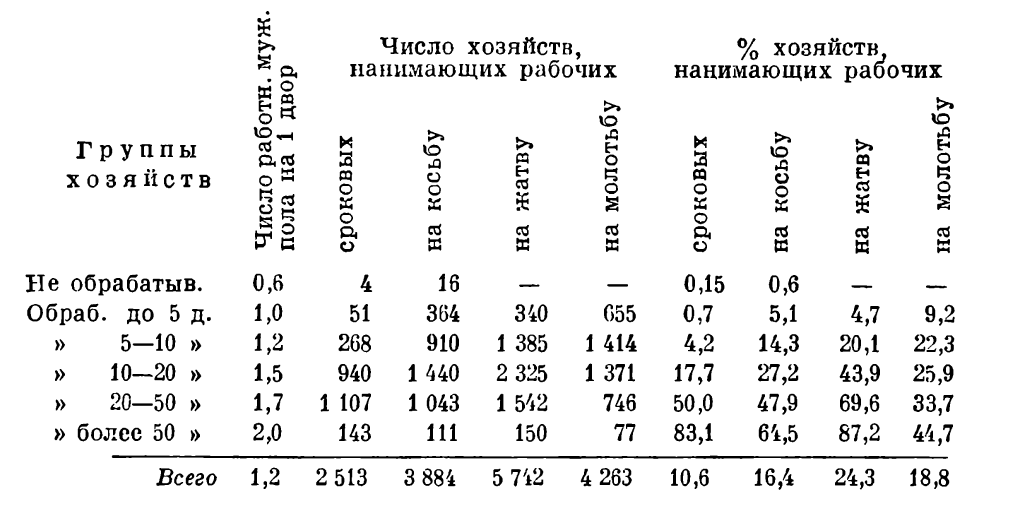 Группы хозяйств
Число работн. муж. пола на 1 двор
Число хозяйств, нанимающих рабочих
% хозяйств, нанимающих рабочих
сроковых на косьбу на жатву на молотьбу сроковых на косьбу на жатву на молотьбу
Не обрабатыв. 0,6 4 16 — — 0,15 0,6 — —
Обраб. до 5 д. 1,0 51 364 340 655 0,7 5,1 4,7 9,2
» 5—10 » 1,2 268 910 1 385 1 414 4,2 14,3 20,1 22,3
» 10—20 » 1,5 940 1 440 2 325 1 371 17,7 27,2 43,9 25,9
» 20—50 » 1,7 1 107 1 043 1 542 746 50,0 47,9 69,6 33,7
» более 50 » 2,0 143 111 150 77 83,1 64,5 87,2 44,7
Всего 1,2 2 513 3 884 5 742 4 263 10,6 16,4 24,3 18,8